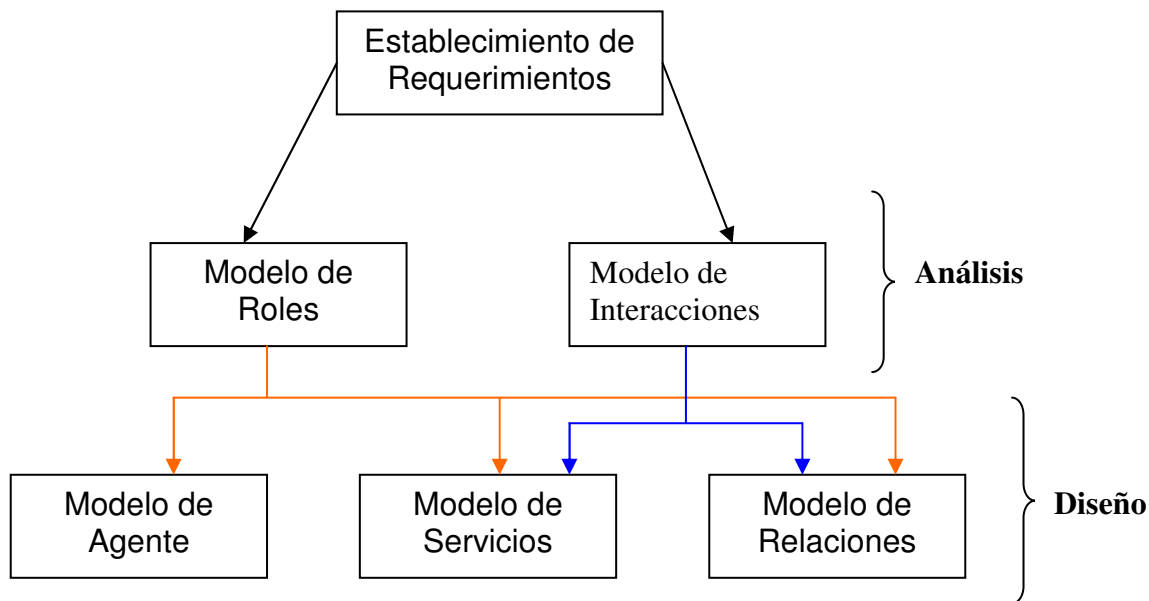 Establecimiento de
Requerimientos
Modelo de
Roles
Modelo de
Interacciones
Análisis
Modelo de
Agente
Modelo de
Servicios
Modelo de
Relaciones
Diseño